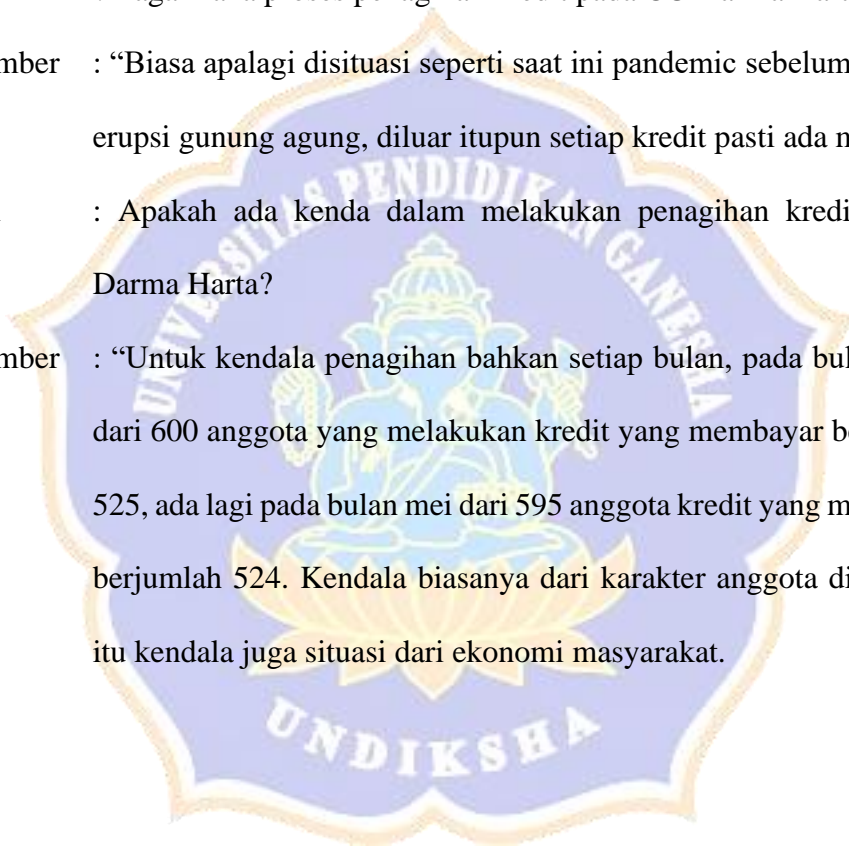 mber : “Biasa apalagi disituasi seperti saat ini pandemic sebelum
erupsi gunung agung, diluar itupun setiap kredit pasti ada
: Apakah ada kenda dalam melakukan penagihan kredi
Darma Harta?
mber : “Untuk kendala penagihan bahkan setiap bulan, pada bul
dari 600 anggota yang melakukan kredit yang membayar be
525, ada lagi pada bulan mei dari 595 anggota kredit yang m
berjumlah 524. Kendala biasanya dari karakter anggota di
itu kendala juga situasi dari ekonomi masyarakat.
UNIVERSITAS PENDIDIKAN GANESHA
UNDIKSHA